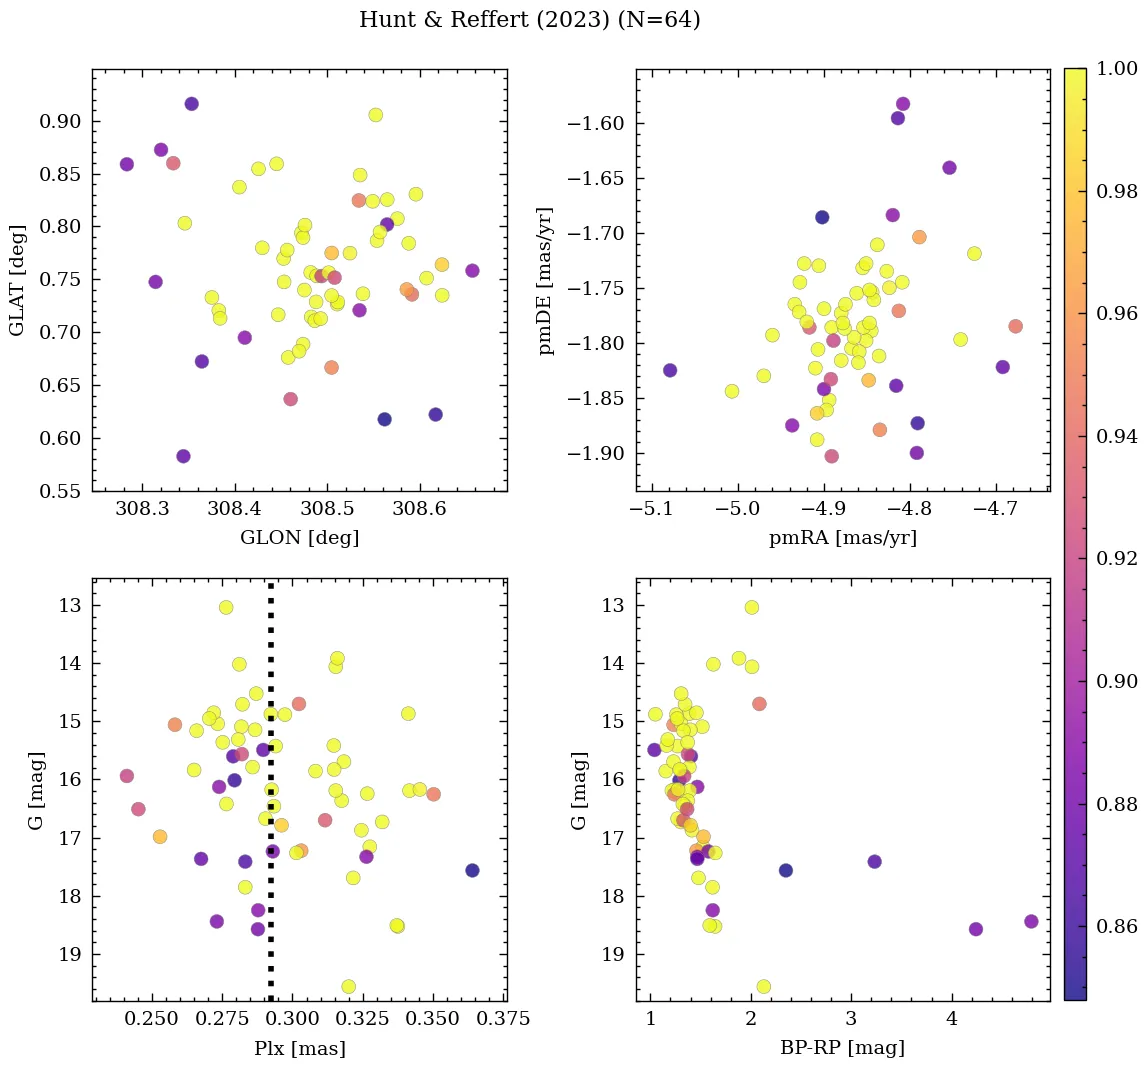 Hunt & Reffert (2023) (N=64)
0.90
0.85
0.80
0.75
0.70
0.65
0.60
0.55
GLAT [deg]
308.3 308.4 308.5 308.6
GLON [deg]
−1.60
−1.65
−1.70
−1.75
−1.80
−1.85
−1.90
pmDE [mas/yr]
−5.1 −5.0 −4.9 −4.8 −4.7
pmRA [mas/yr]
13
14
15
16
17
18
19
G [mag]
0.250 0.275 0.300 0.325 0.350 0.375
Plx [mas]
13
14
15
16
17
18
19
G [mag]
1 2 3 4
BP-RP [mag]
1.00
0.98
0.96
0.94
0.92
0.90
0.88
0.86